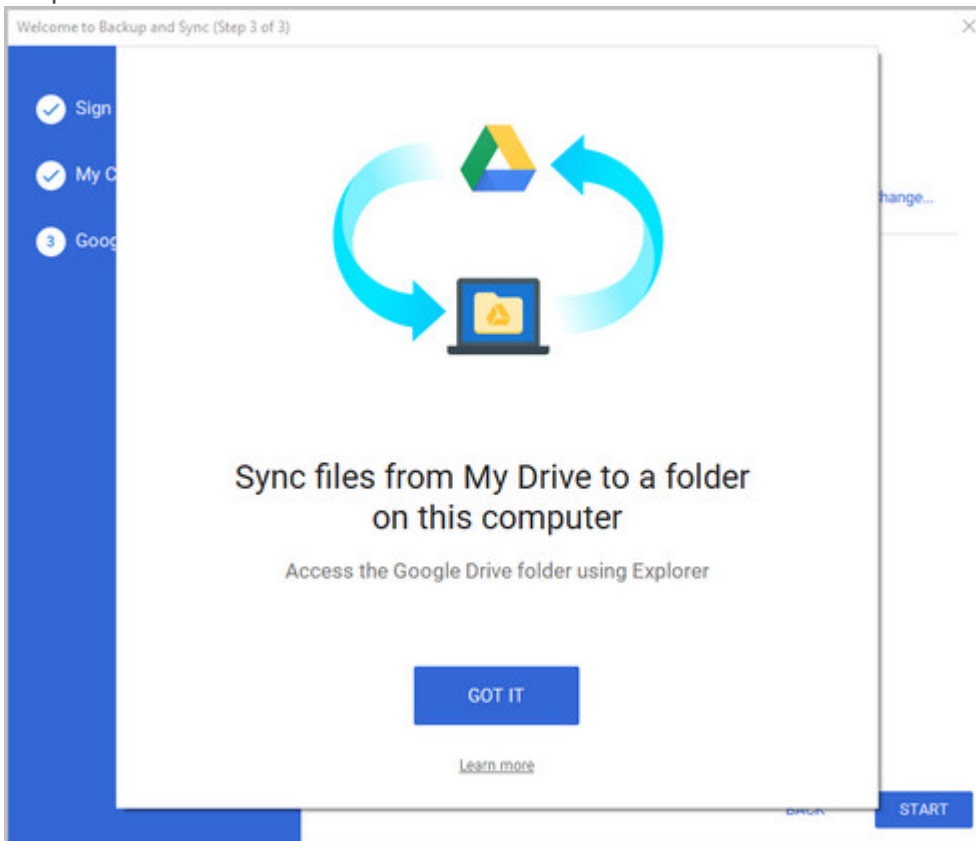 Welcome to Backup and Sync (Step 3 of 3)
Sign
My C
hange...
3 Goog
Sync files from My Drive to a folder
on this computer
Access the Google Drive folder using Explorer
GOT IT
Learn more
BACK START